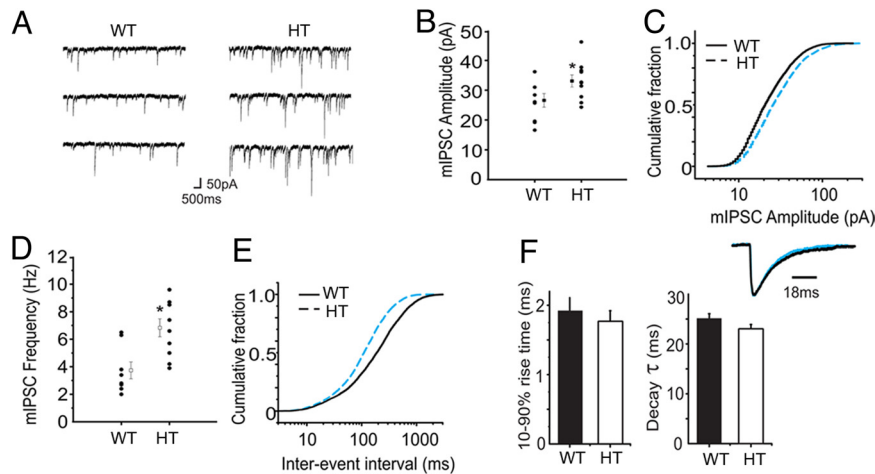 A
WT
HT
50pA
500ms
B
mIPSC Amplitude (pA)
50
40
30
20
10
0
*
WT
HT
C
Cumulative fraction
1.0
0.5
0
WT
HT
10
100
mIPSC Amplitude (pA)
D
mIPSC Frequency (Hz)
12
10
8
6
4
2
0
*
WT
HT
E
Cumulative fraction
1.0
0.5
0
WT
HT
10
100
1000
Inter-event interval (ms)
F
10-90% rise time (ms)
2
1
0
WT
HT
18ms
Decay τ (ms)
30
20
10
0
WT
HT